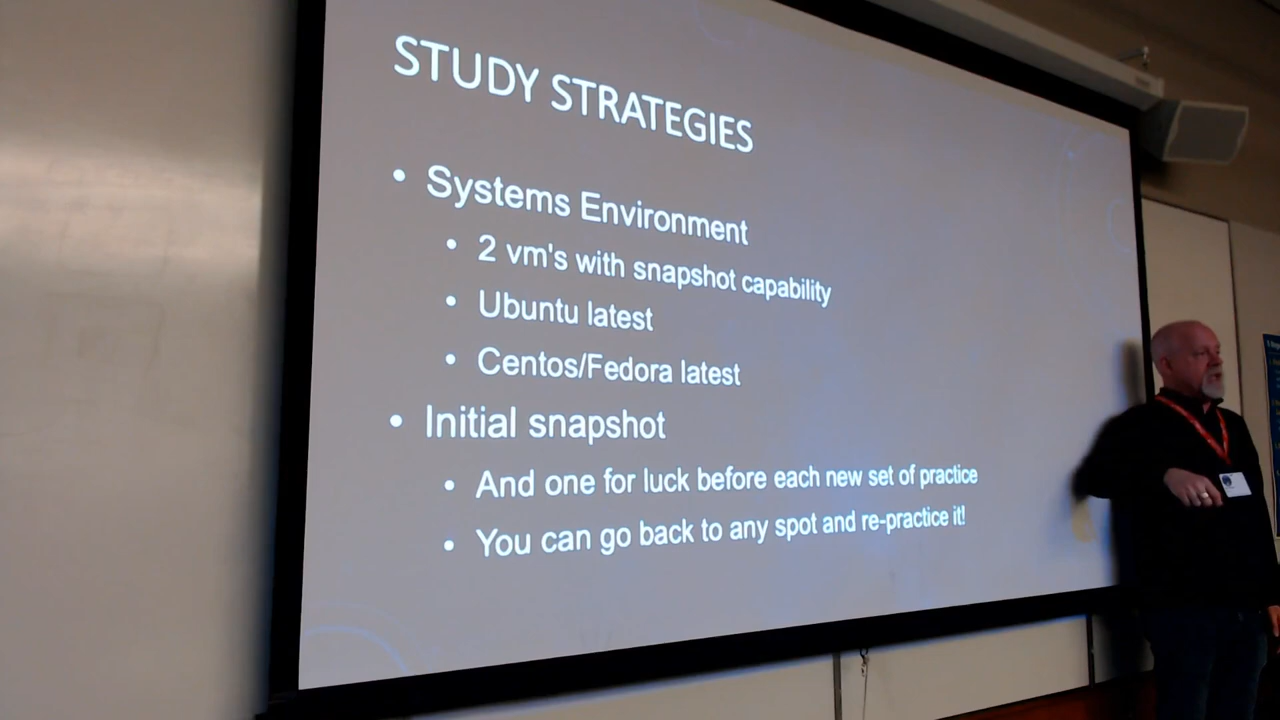 STUDY STRATEGIES
• Systems Environment
• 2 vm's with snapshot capability
• Ubuntu latest
• Centos/Fedora latest
• Initial snapshot
• And one for luck before each new set of practice
• You can go back to any spot and re-practice it!